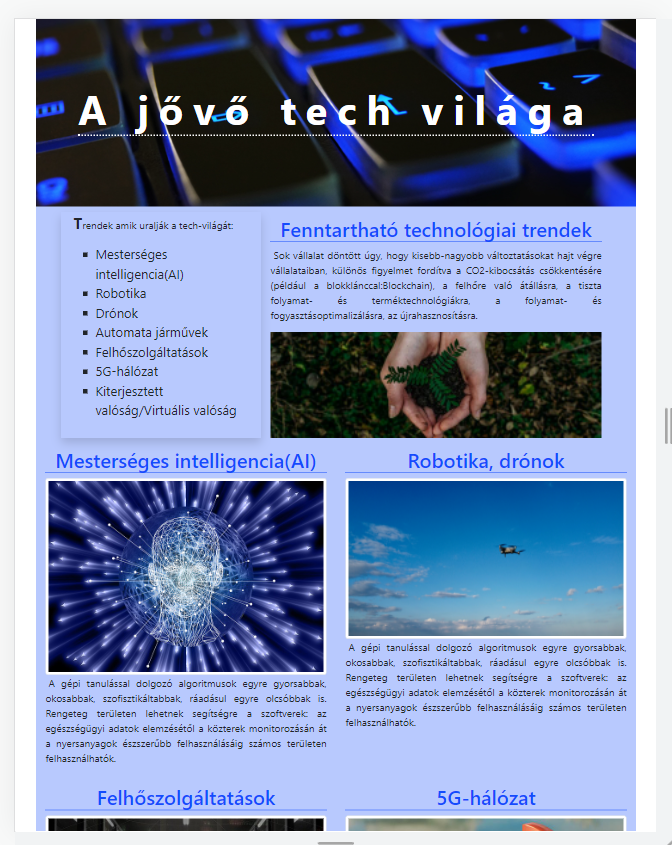 A jővő tech világa
Trendek amik uralják a tech-világát:
Mesterséges
intelligencia(AI)
Robotika
Drónok
Automata járművek
Felhőszolgáltatások
5G-hálózat
Kiterjesztett
valóság/Virtuális valóság
Fenntartható technológiai trendek
Sok vállalat döntött úgy, hogy kisebb-nagyobb változtatásokat hajt végre
vállalataiban, különös figyelmet fordítva a CO2-kibocsátás csökkentésére
(például a blokklánccal:Blockchain), a felhőre való átállásra, a tiszta
folyamat- és terméktechnológiákra, a folyamat- és
fogyasztásoptimalizálásra, az újrahasznosításra.
Mesterséges intelligencia(AI)
A gépi tanulással dolgozó algoritmusok egyre gyorsabbak,
okosabbak, szofisztikáltabbak, ráadásul egyre olcsóbbak is.
Rengeteg területen lehetnek segítségre a szoftverek: az
egészségügyi adatok elemzésétől a közterek monitorozásán át
a nyersanyagok észszerűbb felhasználásáig számos területen
felhasználhatók.
Robotika, drónok
A gépi tanulással dolgozó algoritmusok egyre gyorsabbak,
okosabbak, szofisztikáltabbak, ráadásul egyre olcsóbbak is.
Rengeteg területen lehetnek segítségre a szoftverek: az
egészségügyi adatok elemzésétől a közterek monitorozásán át
a nyersanyagok észszerűbb felhasználásáig számos területen
felhasználhatók.
Felhőszolgáltatások
5G-hálózat